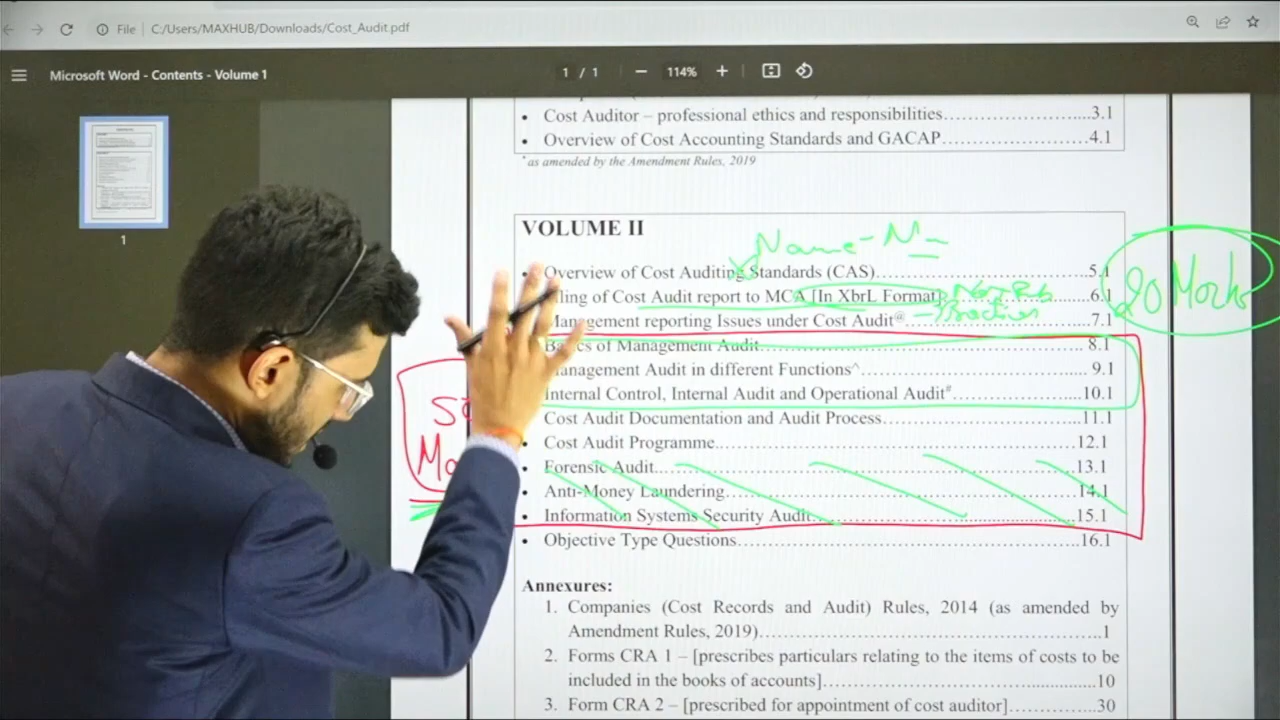 File C:/Users/MAXHUB/Downloads/Cost_Audit.pdf
Microsoft Word - Contents - Volume 1
1 / 1
114%
1
• Cost Auditor – professional ethics and responsibilities 3.1
• Overview of Cost Accounting Standards and GACAP 4.1
*as amended by the Amendment Rules, 2019
VOLUME II
Name - N
Overview of Cost Auditing Standards (CAS) 5.1
of Cost Audit report to MCA [In XbrL Format] 6.1
Management reporting Issues under Cost Audit@ 7.1
20 Marks
of Management Audit 8.1
Management Audit in different Functions^ 9.1
Internal Control, Internal Audit and Operational Audit# 10.1
Cost Audit Documentation and Audit Process 11.1
• Cost Audit Programme 12.1
• Forensic Audit 13.1
• Anti-Money Laundering 14.1
• Information Systems Security Audit 15.1
• Objective Type Questions 16.1
Annexures:
1. Companies (Cost Records and Audit) Rules, 2014 (as amended by
Amendment Rules, 2019) 1
2. Forms CRA 1 – [prescribes particulars relating to the items of costs to be
included in the books of accounts] 10
3. Form CRA 2 – [prescribed for appointment of cost auditor] 30